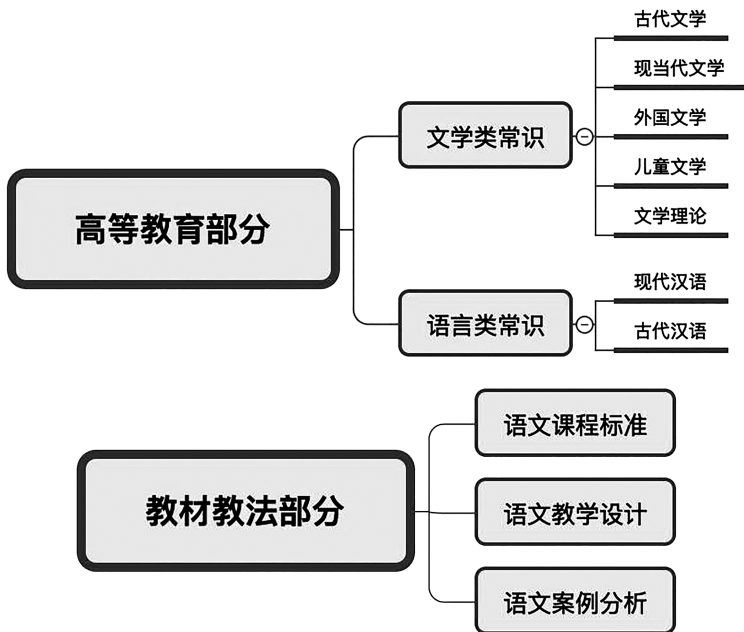 高等教育部分
文学类常识
古代文学
现当代文学
外国文学
儿童文学
文学理论
语言类常识
现代汉语
古代汉语
教材教法部分
语文课程标准
语文教学设计
语文案例分析